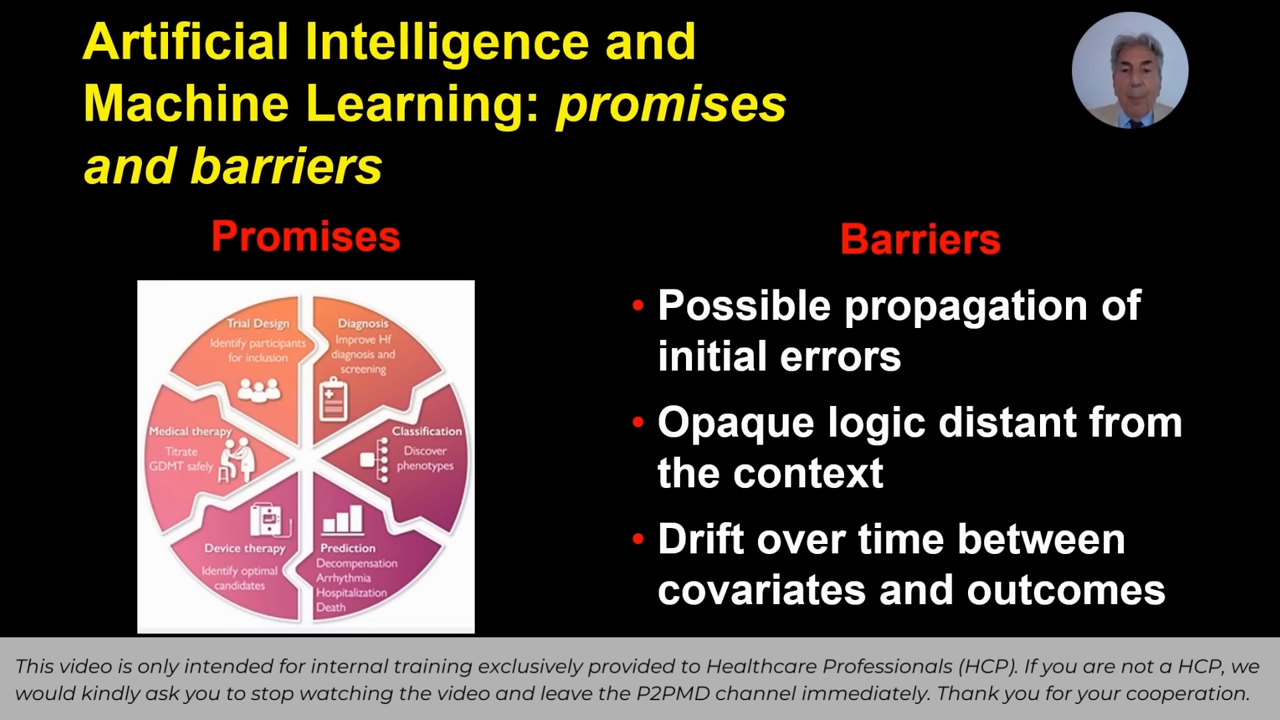 Artificial Intelligence and
Machine Learning: promises
and barriers
Promises
Trial Design
Identify participants
for inclusion
Diagnosis
Improve Hf
diagnosis and
screening
Medical therapy
Titrate
GDMT safely
Classification
Discover
phenotypes
Device therapy
Identify optimal
candidates
Prediction
Decompensation
Arrhythmia
Hospitalization
Death
Barriers
• Possible propagation of
initial errors
• Opaque logic distant from
the context
• Drift over time between
covariates and outcomes
This video is only intended for internal training exclusively provided to Healthcare Professionals (HCP). If you are not a HCP, we
would kindly ask you to stop watching the video and leave the P2PMD channel immediately. Thank you for your cooperation.